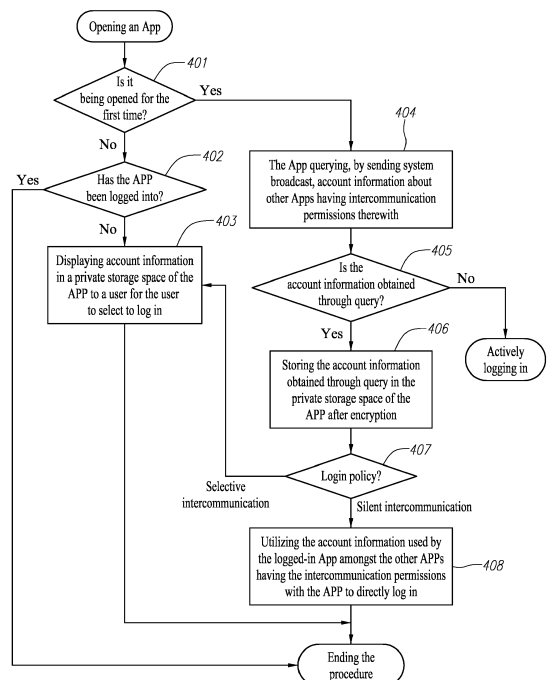 Opening an App
401
Is it
being opened for the
first time?
Yes
No
402
Has the APP
been logged into?
Yes
No
403
Displaying account information
in a private storage space of the
APP to a user for the user
to select to log in
404
The App querying, by sending system
broadcast, account information about
other Apps having intercommunication
permissions therewith
405
Is the
account information obtained
through query?
No
Yes
Actively
logging in
406
Storing the account information
obtained through query in the
private storage space of the
APP after encryption
407
Login policy?
Selective
intercommunication
Silent intercommunication
Utilizing the account information used by
the logged-in App amongst the other APPs
having the intercommunication permissions
with the APP to directly log in
408
Ending the
procedure